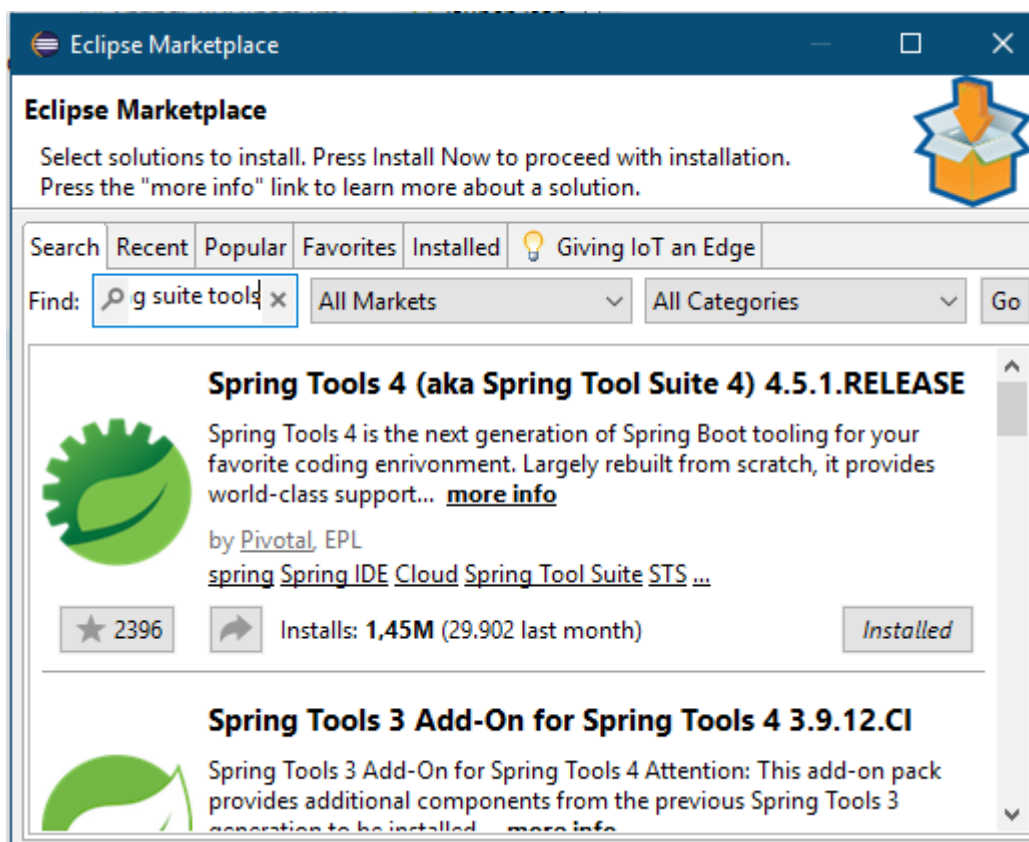 Eclipse Marketplace
Eclipse Marketplace
Select solutions to install. Press Install Now to proceed with installation.
Press the "more info" link to learn more about a solution.
Search Recent Popular Favorites Installed Giving IoT an Edge
Find: g suite tools All Markets All Categories Go
Spring Tools 4 (aka Spring Tool Suite 4) 4.5.1.RELEASE
Spring Tools 4 is the next generation of Spring Boot tooling for your
favorite coding enrivonment. Largely rebuilt from scratch, it provides
world-class support... more info
by Pivotal, EPL
spring Spring IDE Cloud Spring Tool Suite STS ...
2396 Installs: 1,45M (29.902 last month) Installed
Spring Tools 3 Add-On for Spring Tools 4 3.9.12.CI
Spring Tools 3 Add-On for Spring Tools 4 Attention: This add-on pack
provides additional components from the previous Spring Tools 3
generation to be installed... more info